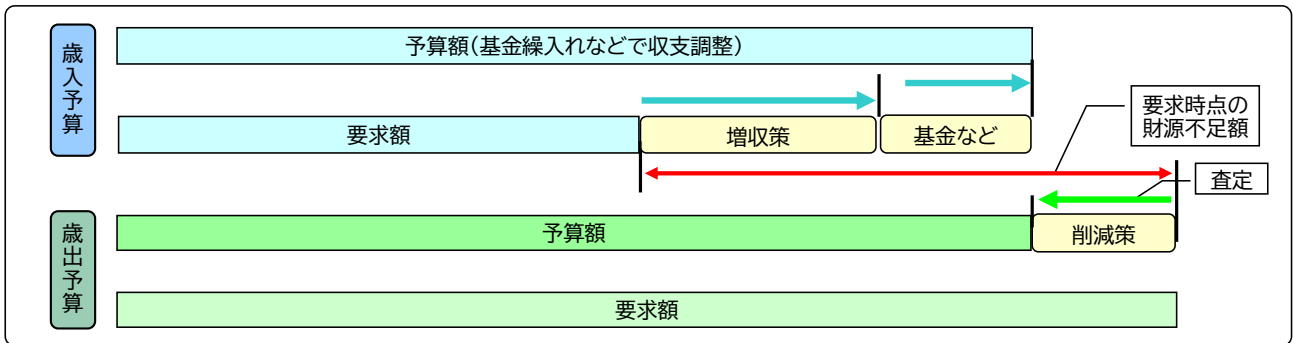 歳入予算
予算額(基金繰入れなどで収支調整)
要求額
増収策
基金など
要求時点の
財源不足額
査定
歳出予算
予算額
削減策
要求額